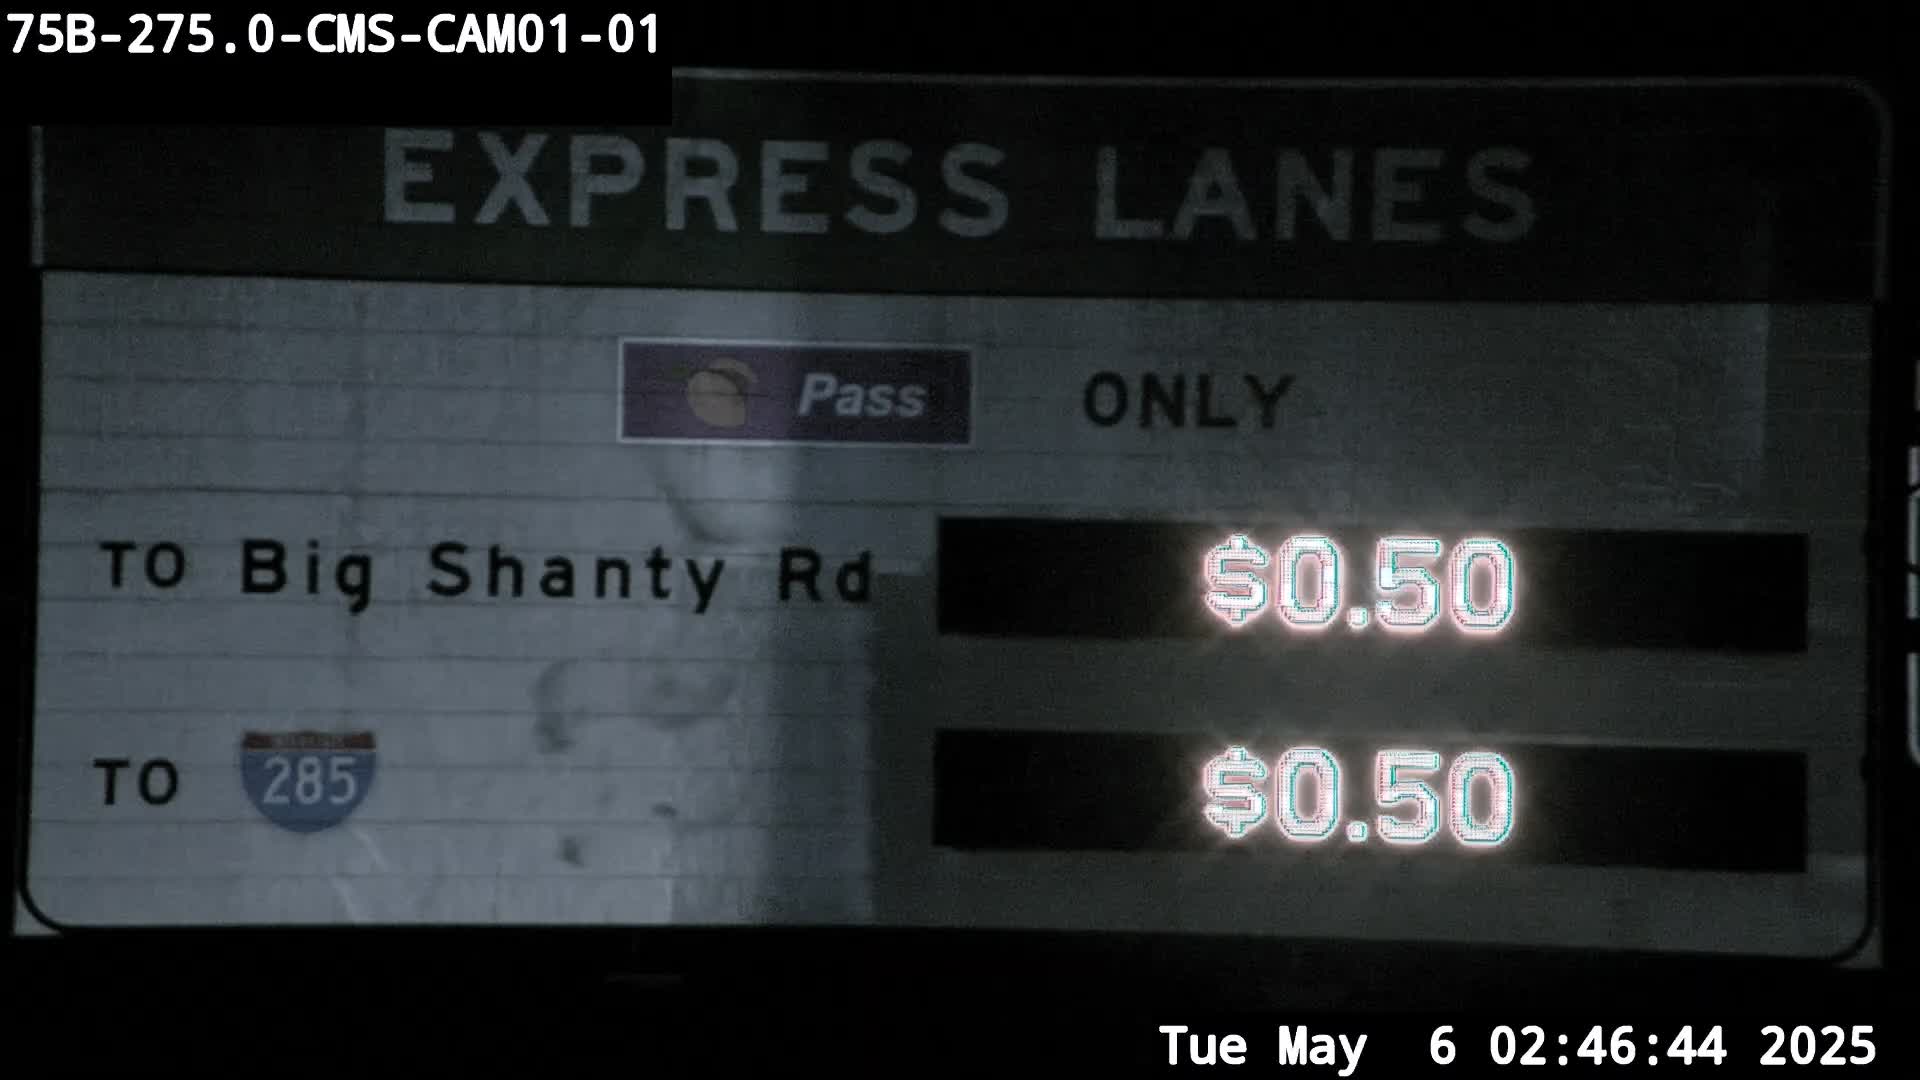 75B-275.0-CMS-CAM01-01
EXPRESS LANES
Pass ONLY
TO Big Shanty Rd $0.50
TO 285 $0.50
Tue May 6 02:46:44 2025